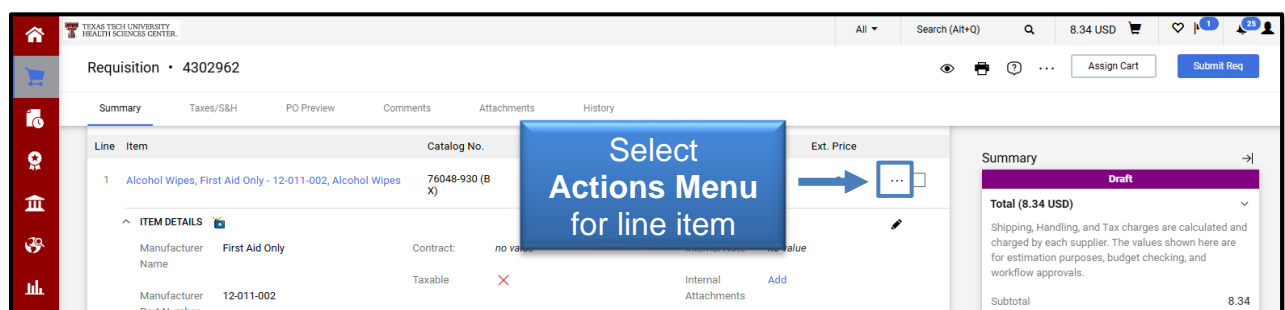 TEXAS TECH UNIVERSITY
HEALTH SCIENCES CENTER.
All
Search (Alt+Q)
8.34 USD
1
25
Requisition • 4302962
...
Assign Cart
Submit Req
Summary
Taxes/S&H
PO Preview
Comments
Attachments
History
Line Item
Catalog No.
Ext. Price
1 Alcohol Wipes, First Aid Only - 12-011-002, Alcohol Wipes
76048-930 (B
X)
...
Select
Actions Menu
for line item
ITEM DETAILS
Manufacturer
Name
First Aid Only
Contract:
no value
Taxable
Internal
Attachments
Add
Manufacturer
12-011-002
Summary
Draft
Total (8.34 USD)
Shipping, Handling, and Tax charges are calculated and
charged by each supplier. The values shown here are
for estimation purposes, budget checking, and
workflow approvals.
Subtotal
8.34